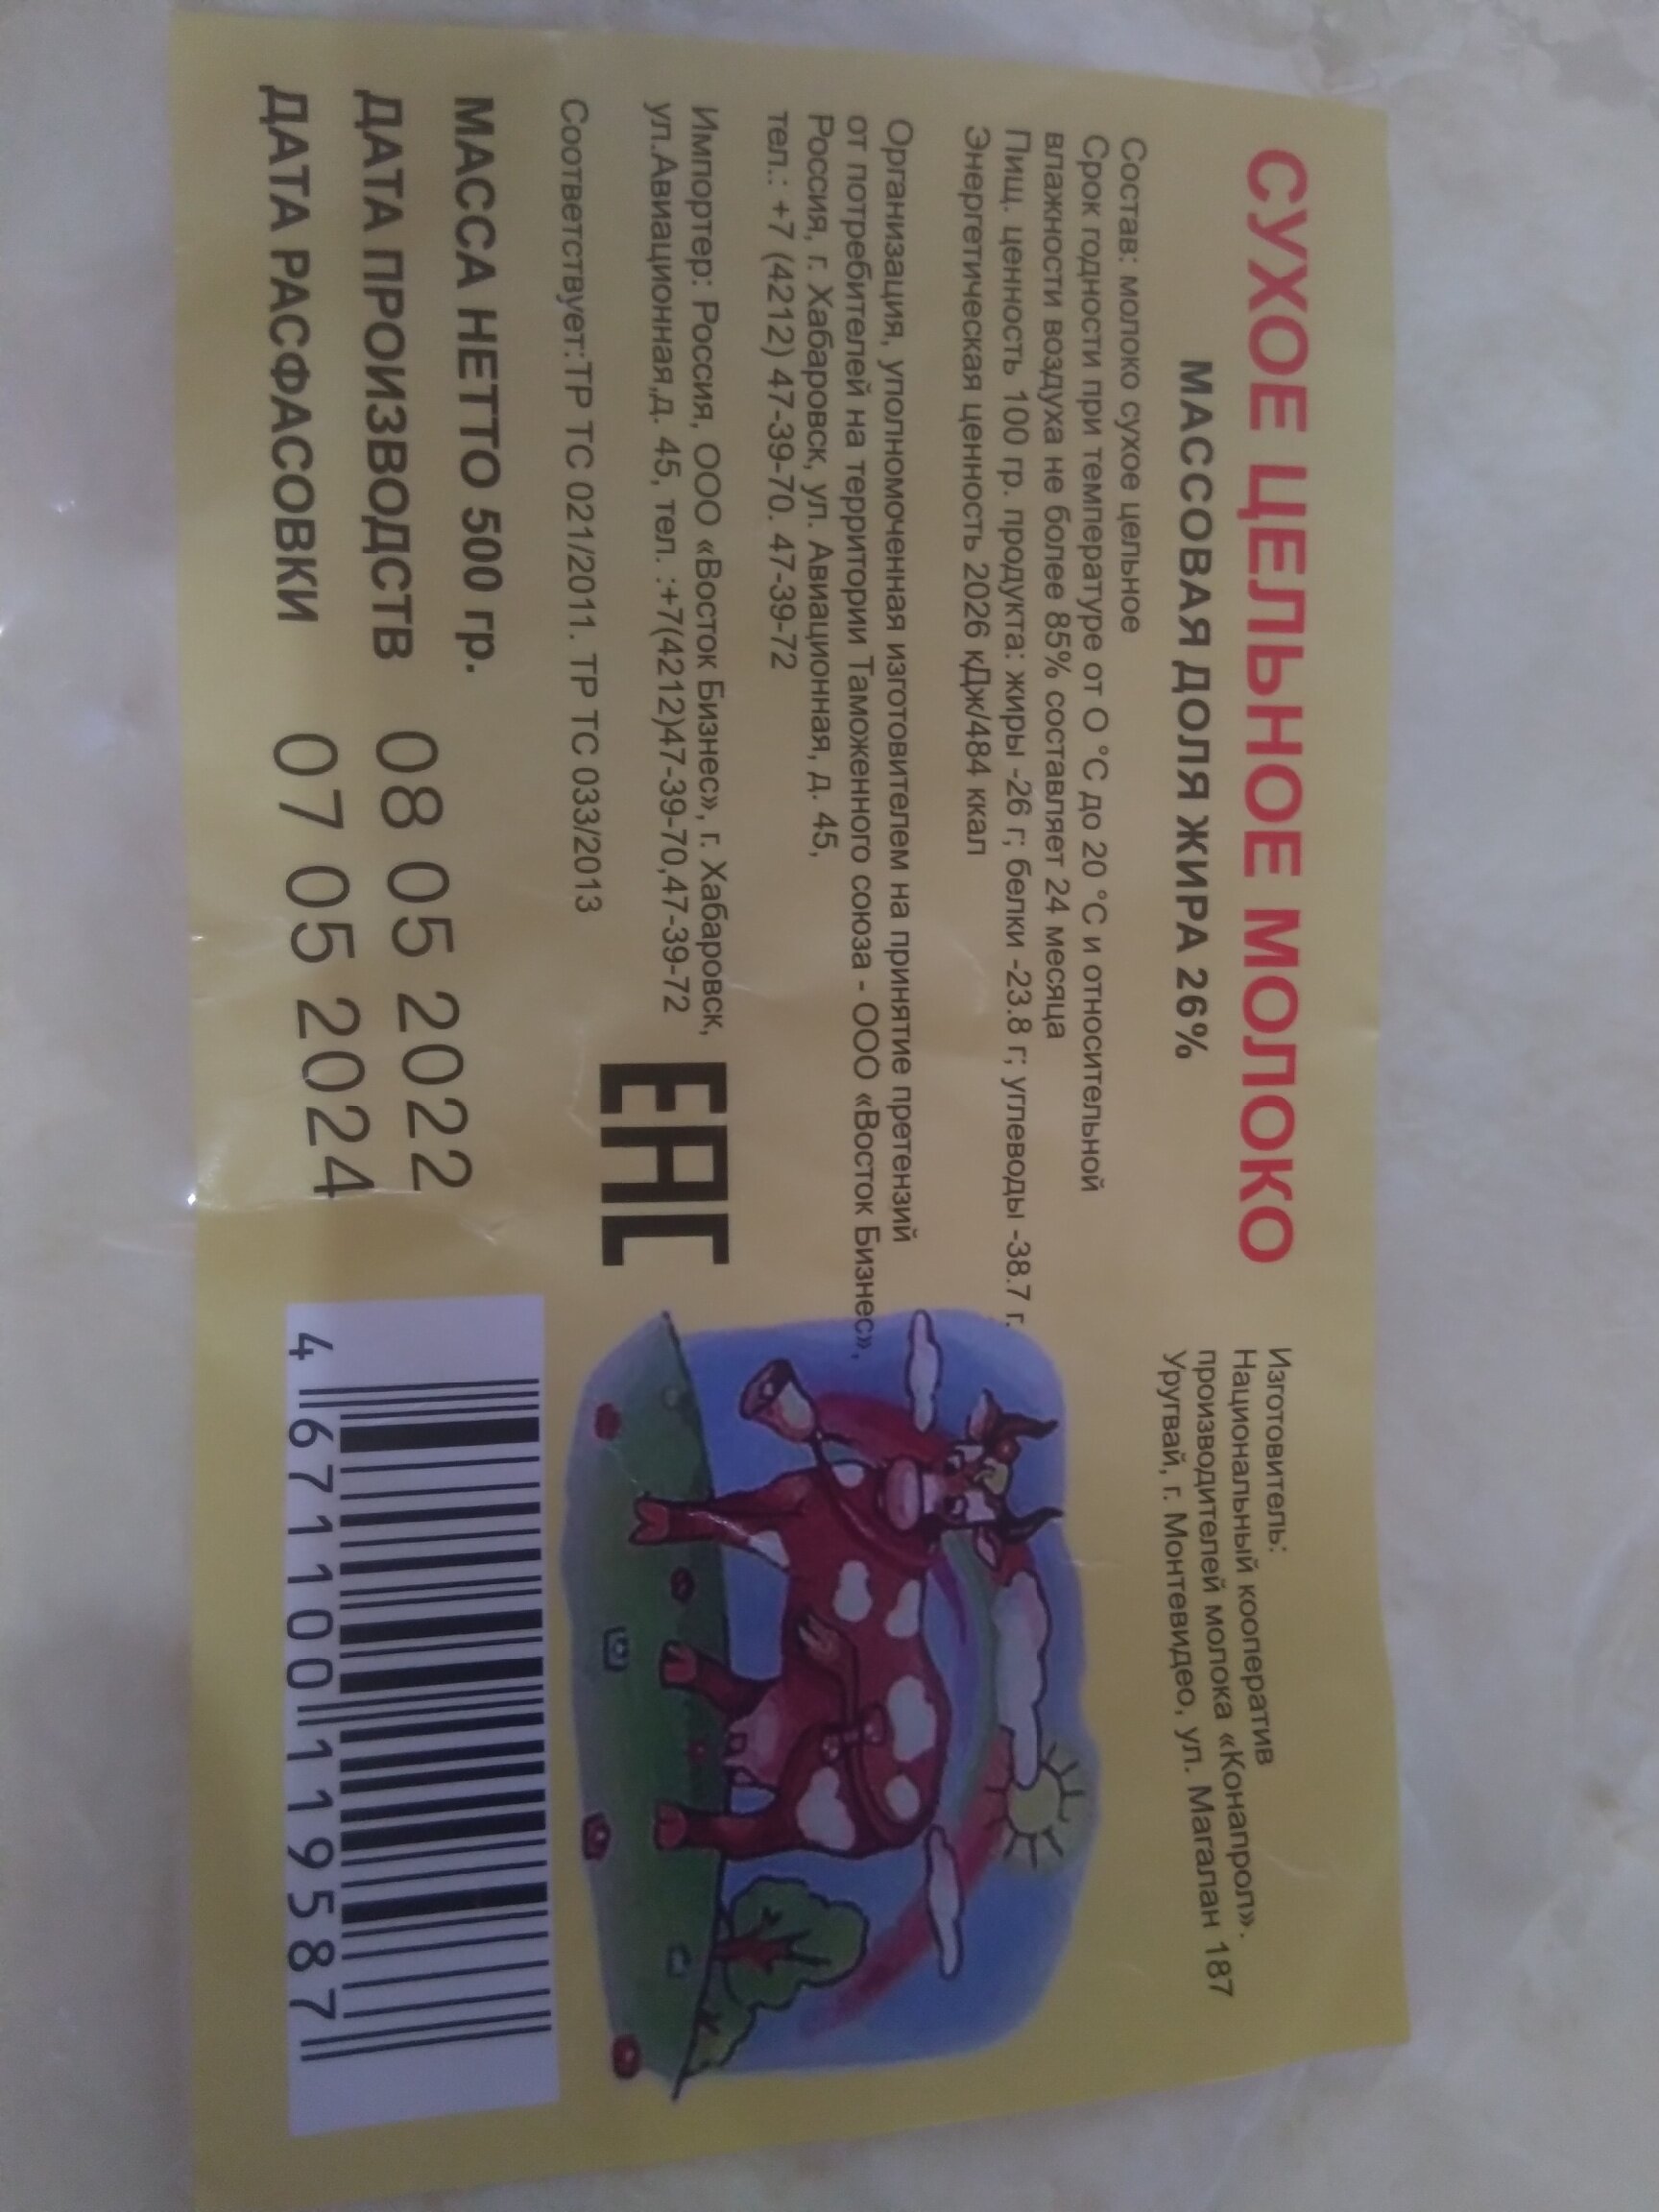 СУХОЕ ЦЕЛЬНОЕ МОЛОКО
МАССОВАЯ ДОЛЯ ЖИРА 26%
Изготовитель:
Национальный кооператив
производителей молока «Конапрол».
Уругвай, г. Монтевидео, ул. Магалан 187
Состав: молоко сухое цельное
Срок годности при температуре от О °С до 20 °С и относительной
влажности воздуха не более 85% составляет 24 месяца
Пищ. ценность 100 гр. продукта: жиры -26 г; белки -23.8 г; углеводы -38.7 г.
Энергетическая ценность 2026 кДж/484 ккал
Организация, уполномоченная изготовителем на принятие претензий
от потребителей на территории Таможенного союза - ООО «Восток Бизнес»,
Россия, г. Хабаровск, ул. Авиационная, д. 45,
тел.: +7 (4212) 47-39-70. 47-39-72
Импортер: Россия, ООО «Восток Бизнес», г. Хабаровск,
ул.Авиационная,д. 45, тел. :+7(4212)47-39-70,47-39-72
Соответствует:ТР ТС 021/2011. ТР ТС 033/2013
ЕАС
МАССА НЕТТО 500 гр.
ДАТА ПРОИЗВОДСТВ 08 05 2022
ДАТА РАСФАСОВКИ 07 05 2024
4 671100 119587